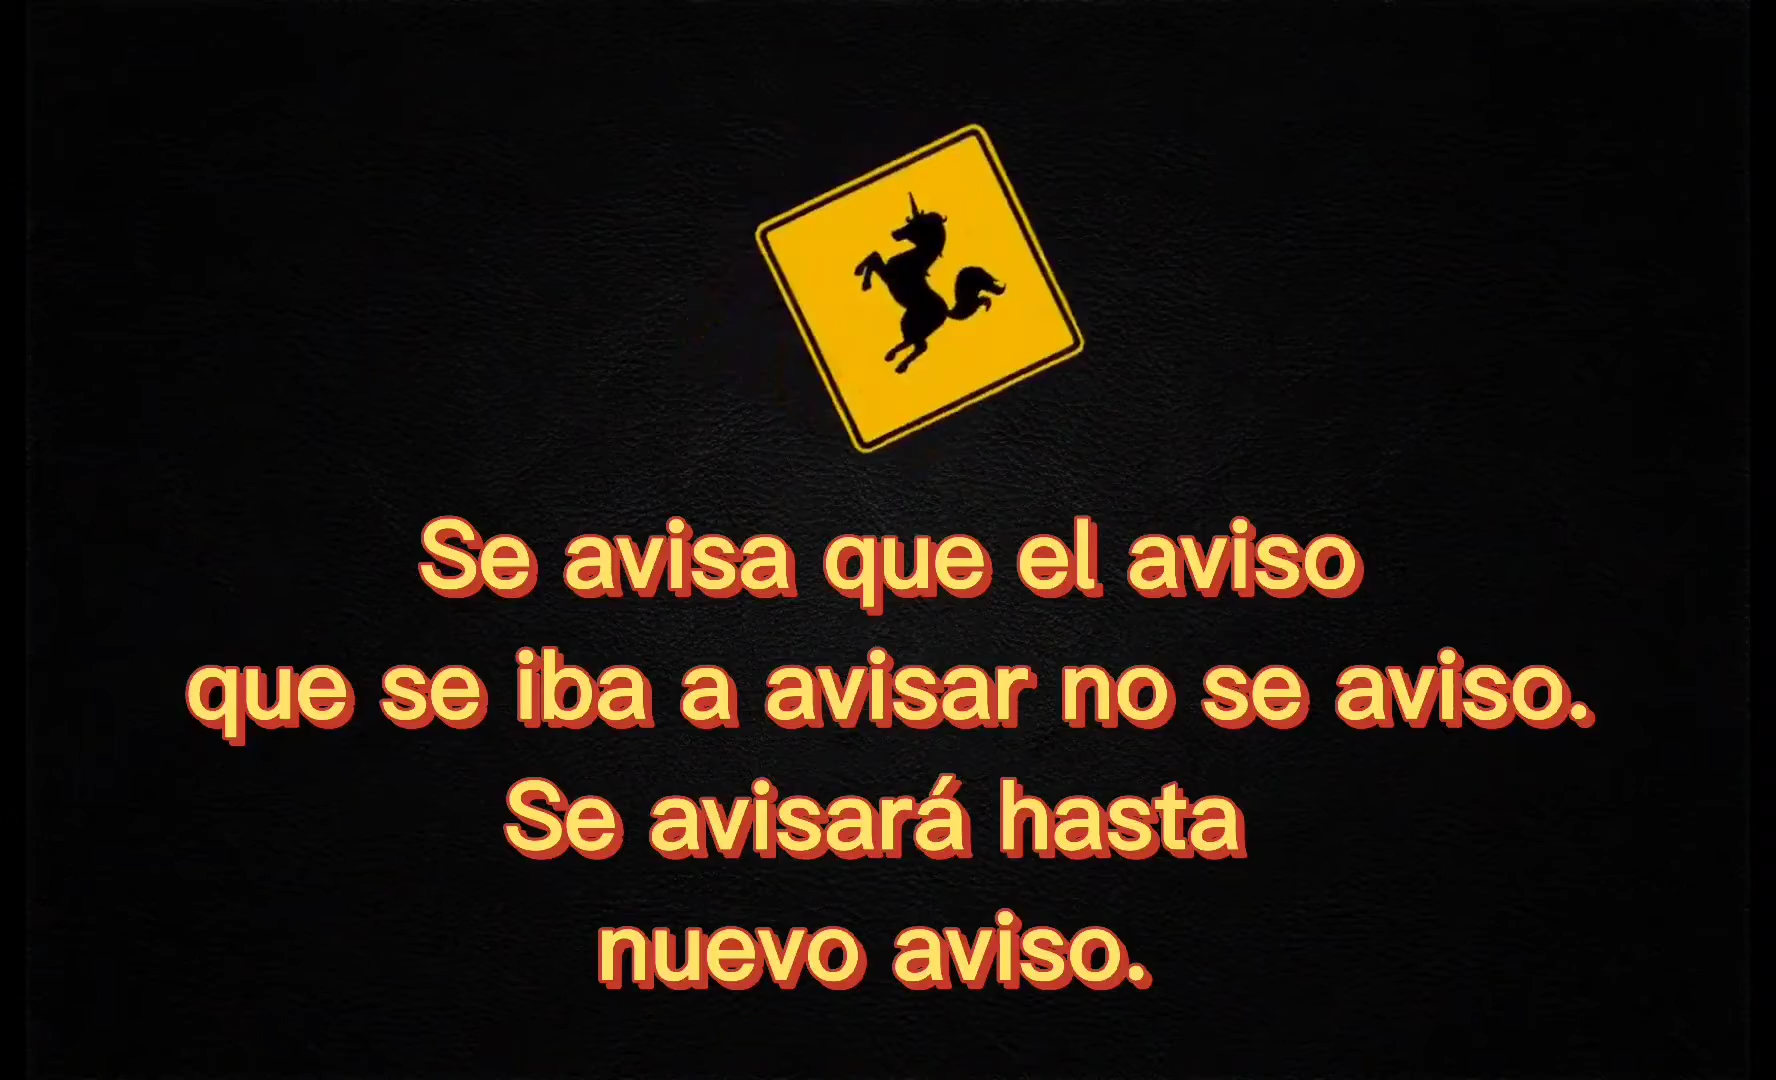 Se avisa que el aviso
que se iba a avisar no se aviso.
Se avisará hasta
nuevo aviso.